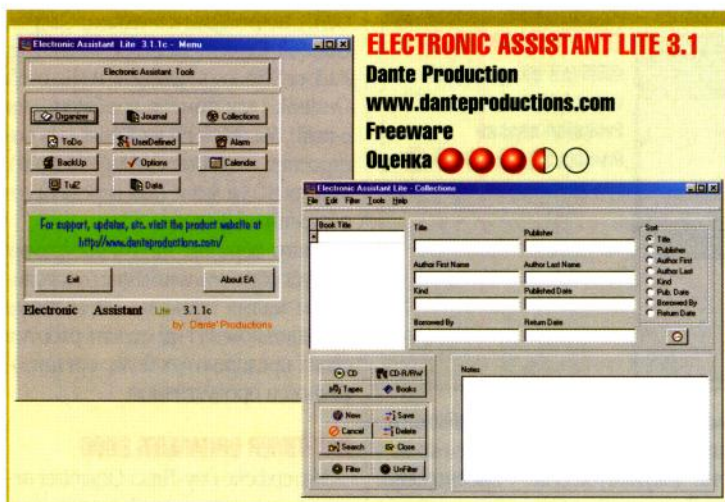 Electronic Assistant Lite 3.1.1c - Menu
Electronic Assistant Tools
Organizer Journal Collections
ToDo UserDefined Alarm
BackUp Options Calendar
TuiZ Data
For support, updates, etc. visit the product website at
http://www.danteproductions.com/
Exit About EA
Electronic Assistant Lite 3.1.1c
by: Dante' Productions
ELECTRONIC ASSISTANT LITE 3.1
Dante Production
www.danteproductions.com
Freeware
Оценка
Electronic Assistant Lite - Collections
File Edit Filter Tools Help
Book Title
Title Publisher
Author First Name Author Last Name
Kind Published Date
Borrowed By Return Date
Sort
Title
Publisher
Author First
Author Last
Kind
Pub. Date
Borrowed By
Return Date
CD CD-R/RW
Tapes Books
New Save
Cancel Delete
Search Close
Filter UnFilter
Notes